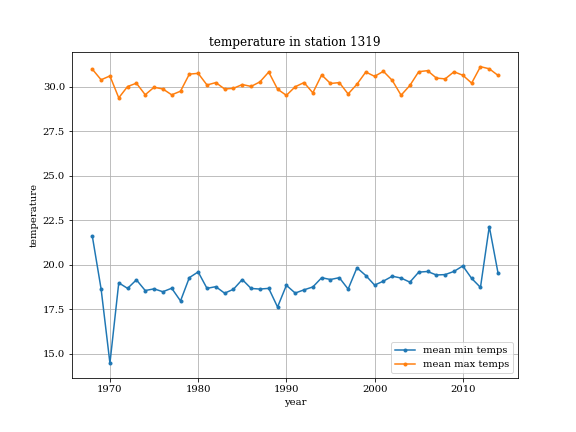 temperature in station 1319
30.0
27.5
25.0
22.5
20.0
17.5
15.0
temperature
mean min temps
mean max temps
1970
1980
1990
2000
2010
year